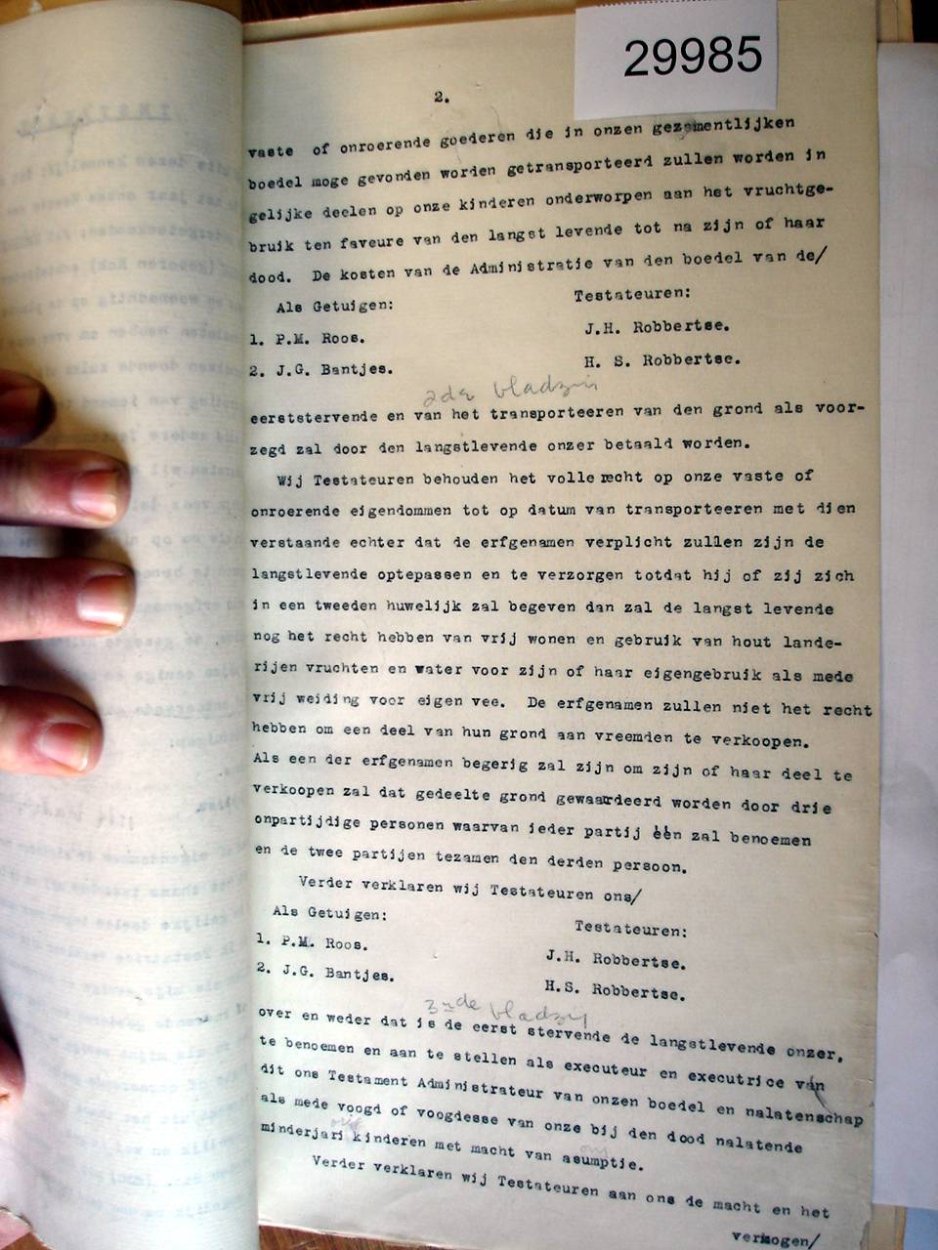 29985
2.
vaste of onroerende goederen die in onzen gezamentlijken
boedel moge gevonden worden getransporteerd zullen worden in
gelijke deelen op onze kinderen onderworpen aan het vruchtge-
bruik ten faveure van den langst levende tot na zijn of haar
dood. De kosten van de Administratie van den boedel van de/
Als Getuigen: Testateuren:
1. P.M. Roos. J.H. Robbertse.
2. J.G. Bantjes. H. S. Robbertse.
2de bladzij
eerststervende en van het transporteeren van den grond als voor-
zegd zal door den langstlevende onzer betaald worden.
Wij Testateuren behouden het volle recht op onze vaste of
onroerende eigendommen tot op datum van transporteeren met dien
verstaande echter dat de erfgenamen verplicht zullen zijn de
langstlevende optepassen en te verzorgen totdat hij of zij zich
in een tweeden huwelijk zal begeven dan zal de langst levende
nog het recht hebben van vrij wonen en gebruik van hout lande-
rijen vruchten en water voor zijn of haar eigengebruik als mede
vrij weiding voor eigen vee. De erfgenamen zullen niet het recht
hebben om een deel van hun grond aan vreemden te verkoopen.
Als een der erfgenamen begerig zal zijn om zijn of haar deel te
verkoopen zal dat gedeelte grond gewaardeerd worden door drie
onpartijdige personen waarvan ieder partij één zal benoemen
en de twee partijen tezamen den derden persoon.
Verder verklaren wij Testateuren ons/
Als Getuigen: Testateuren:
1. P.M. Roos. J.H. Robbertse.
2. J.G. Bantjes. H.S. Robbertse.
3de bladzij
over en weder dat is de eerst stervende de langstlevende onzer,
te benoemen en aan te stellen als executeur en executrice van
dit ons Testament Administrateur van onzen boedel en nalatenschap
als mede voogd of voogdesse van onze bij den dood nalatende
minderjari kinderen met macht van asumptie.
Verder verklaren wij Testateuren aan ons de macht en het
vermogen/